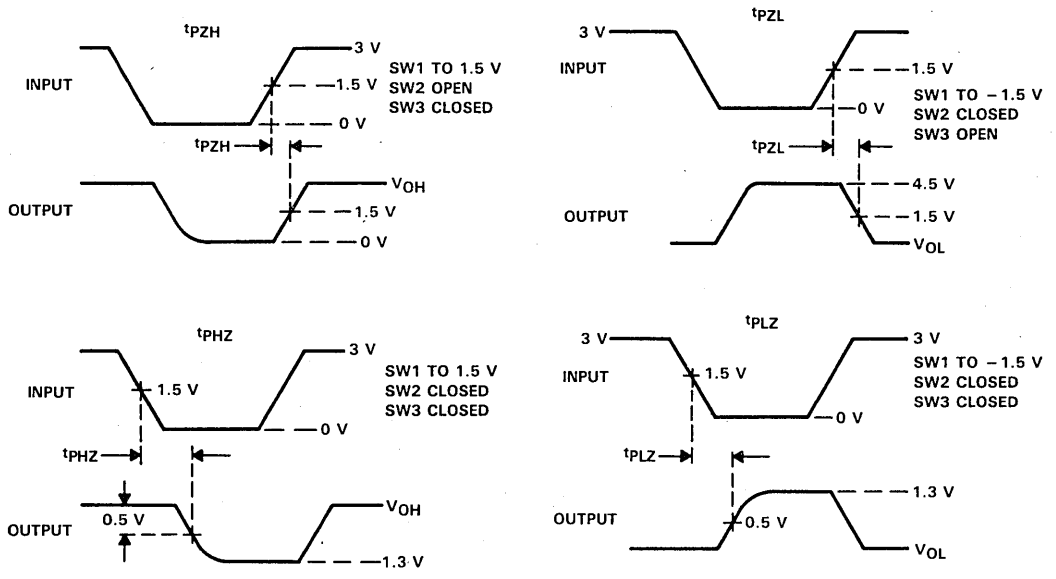 tPZH
3 V
INPUT
1.5 V
SW1 TO 1.5 V
SW2 OPEN
SW3 CLOSED
0 V
tPZH
OUTPUT
VOH
1.5 V
0 V
tPZL
3 V
INPUT
1.5 V
SW1 TO −1.5 V
SW2 CLOSED
SW3 OPEN
0 V
tPZL
OUTPUT
4.5 V
1.5 V
VOL
tPHZ
3 V
INPUT
1.5 V
SW1 TO 1.5 V
SW2 CLOSED
SW3 CLOSED
0 V
tPHZ
OUTPUT
0.5 V
VOH
1.3 V
tPLZ
3 V
3 V
INPUT
1.5 V
SW1 TO −1.5 V
SW2 CLOSED
SW3 CLOSED
0 V
tPLZ
OUTPUT
1.3 V
0.5 V
VOL